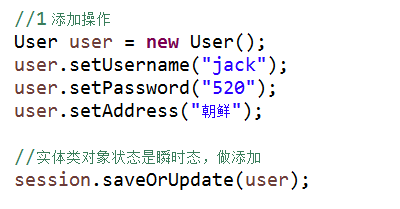 //1 添加操作
User user = new User();
user.setUsername("jack");
user.setPassword("520");
user.setAddress("朝鲜");
//实体类对象状态是瞬时态，做添加
session.saveOrUpdate(user);